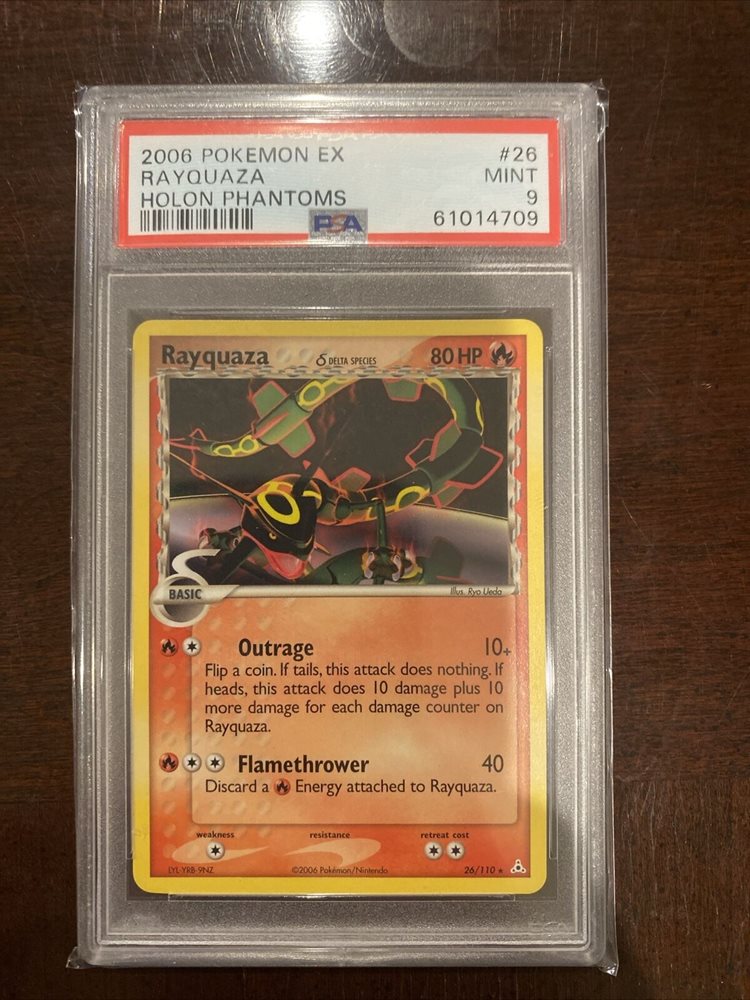 2006 POKEMON EX #26
RAYQUAZA MINT
HOLON PHANTOMS 9
PSA 61014709
Rayquaza δ DELTA SPECIES 80 HP
BASIC
Illus. Ryo Ueda
Outrage 10+
Flip a coin. If tails, this attack does nothing. If
heads, this attack does 10 damage plus 10
more damage for each damage counter on
Rayquaza.
Flamethrower 40
Discard a Energy attached to Rayquaza.
weakness resistance retreat cost
LYL-YRB-9NZ ©2006 Pokémon/Nintendo 26/110 ★